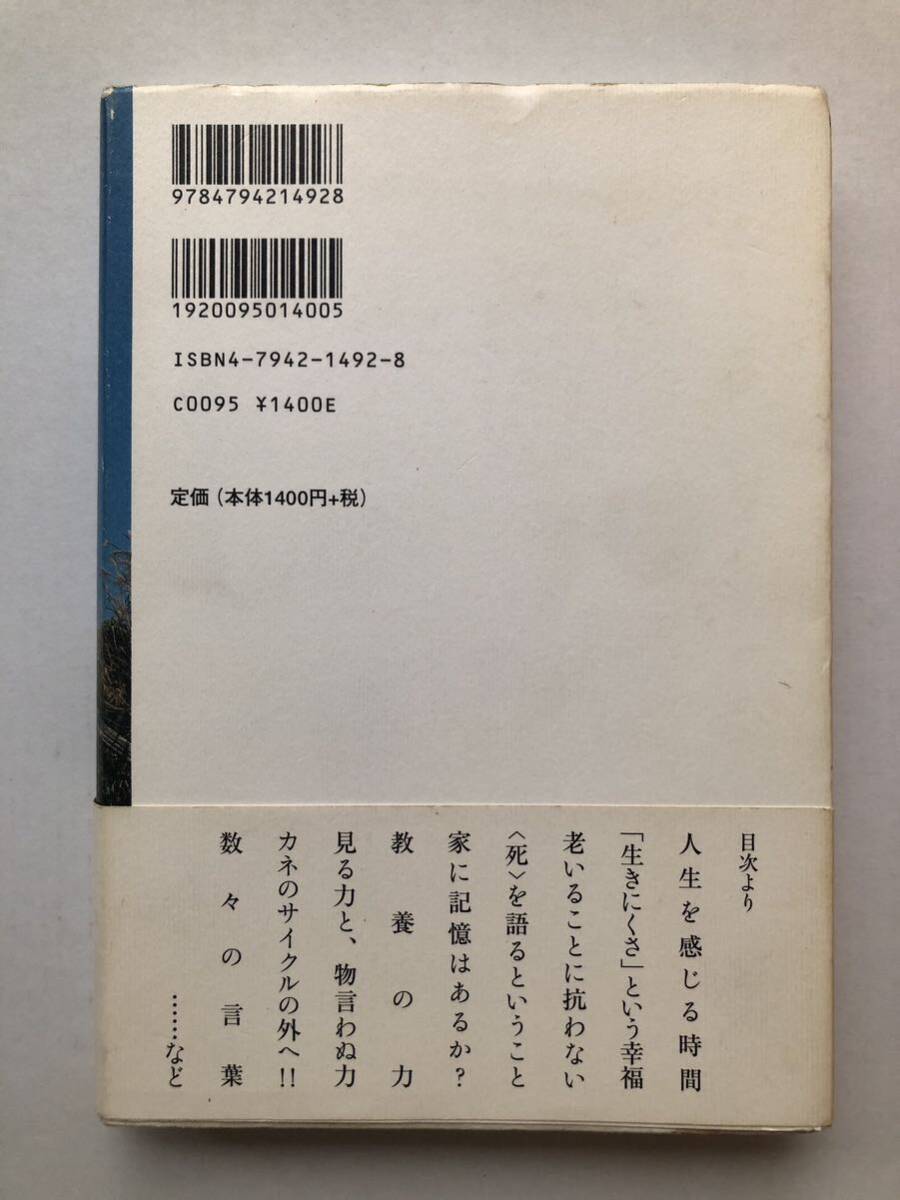 9784794214928
1920095014005
ISBN4-7942-1492-8
C0095 ¥1400E
定価（本体1400円+税）
目次より
人生を感じる時間
「生きにくさ」という幸福
老いることに抗わない
〈死〉を語るということ
家に記憶はあるか?
教養の力
見る力と、物言わぬ力
カネのサイクルの外へ!!
数々の言葉
……など